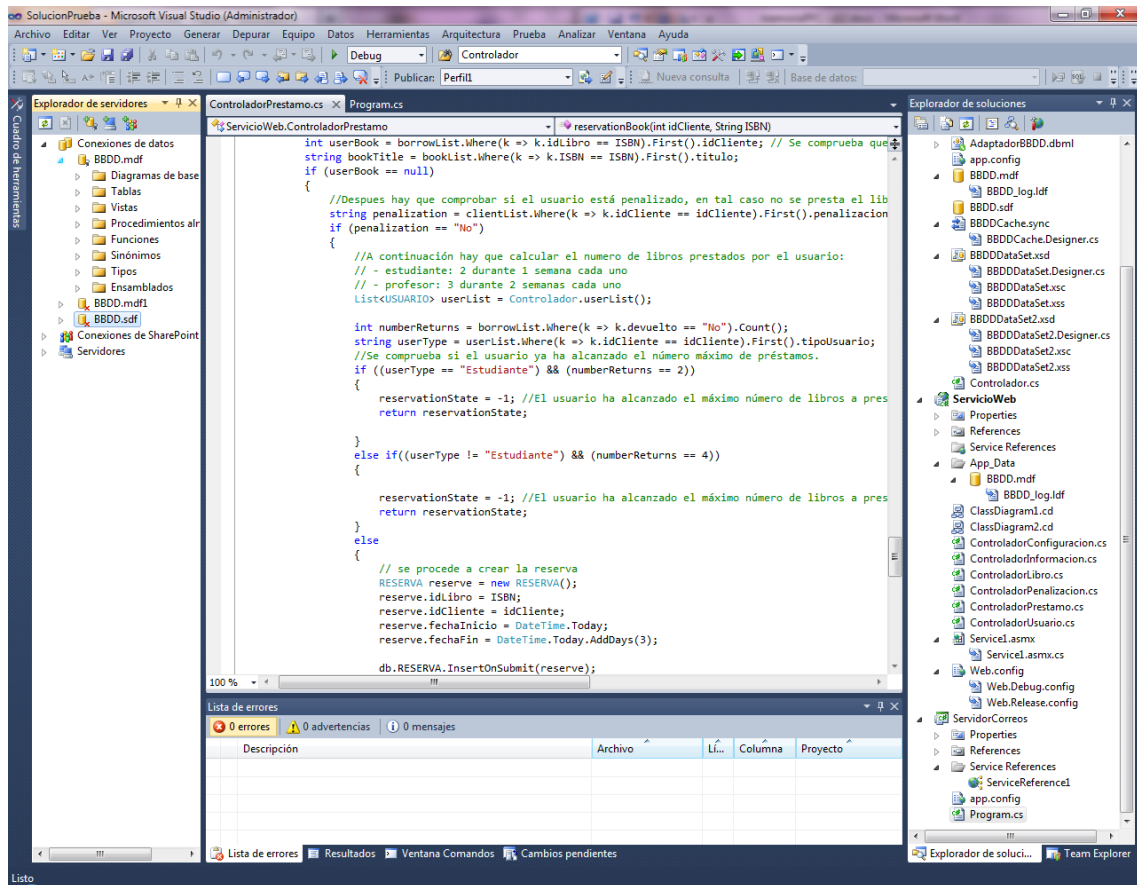 SolucionPrueba - Microsoft Visual Studio (Administrador)
Archivo Editar Ver Proyecto Generar Depurar Equipo Datos Herramientas Arquitectura Prueba Analizar Ventana Ayuda
Debug Controlador
Publicar: Perfil1 Nueva consulta Base de datos:
Cuadro de herramientas
Explorador de servidores
Conexiones de datos
BBDD.mdf
Diagramas de base
Tablas
Vistas
Procedimientos alr
Funciones
Sinónimos
Tipos
Ensamblados
BBDD.mdf1
BBDD.sdf
Conexiones de SharePoint
Servidores
ControladorPrestamo.cs Program.cs
ServicioWeb.ControladorPrestamo reservationBook(int idCliente, String ISBN)
int userBook = borrowList.Where(k => k.idLibro == ISBN).First().idCliente; // Se comprueba que
string bookTitle = bookList.Where(k => k.ISBN == ISBN).First().titulo;
if (userBook == null)
{
//Despues hay que comprobar si el usuario está penalizado, en tal caso no se presta el lib
string penalization = clientList.Where(k => k.idCliente == idCliente).First().penalizacion
if (penalization == "No")
{
//A continuación hay que calcular el numero de libros prestados por el usuario:
// - estudiante: 2 durante 1 semana cada uno
// - profesor: 3 durante 2 semanas cada uno
List<USUARIO> userList = Controlador.userList();
int numberReturns = borrowList.Where(k => k.devuelto == "No").Count();
string userType = userList.Where(k => k.idCliente == idCliente).First().tipoUsuario;
//Se comprueba si el usuario ya ha alcanzado el número máximo de préstamos.
if ((userType == "Estudiante") && (numberReturns == 2))
{
reservationState = -1; //El usuario ha alcanzado el máximo número de libros a pres
return reservationState;
}
else if((userType != "Estudiante") && (numberReturns == 4))
{
reservationState = -1; //El usuario ha alcanzado el máximo número de libros a pres
return reservationState;
}
else
{
// se procede a crear la reserva
RESERVA reserve = new RESERVA();
reserve.idLibro = ISBN;
reserve.idCliente = idCliente;
reserve.fechaInicio = DateTime.Today;
reserve.fechaFin = DateTime.Today.AddDays(3);
db.RESERVA.InsertOnSubmit(reserve);
100 %
Lista de errores
0 errores 0 advertencias 0 mensajes
Descripción Archivo Lí... Columna Proyecto
Lista de errores Resultados Ventana Comandos Cambios pendientes
Explorador de soluciones
AdaptadorBBDD.dbml
app.config
BBDD.mdf
BBDD_log.ldf
BBDD.sdf
BBDDCache.sync
BBDDCache.Designer.cs
BBDDDataSet.xsd
BBDDDataSet.Designer.cs
BBDDDataSet.xsc
BBDDDataSet.xss
BBDDDataSet2.xsd
BBDDDataSet2.Designer.cs
BBDDDataSet2.xsc
BBDDDataSet2.xss
Controlador.cs
ServicioWeb
Properties
References
Service References
App_Data
BBDD.mdf
BBDD_log.ldf
ClassDiagram1.cd
ClassDiagram2.cd
ControladorConfiguracion.cs
ControladorInformacion.cs
ControladorLibro.cs
ControladorPenalizacion.cs
ControladorPrestamo.cs
ControladorUsuario.cs
Service1.asmx
Service1.asmx.cs
Web.config
Web.Debug.config
Web.Release.config
ServidorCorreos
Properties
References
Service References
ServiceReference1
app.config
Program.cs
Explorador de soluci... Team Explorer
Listo